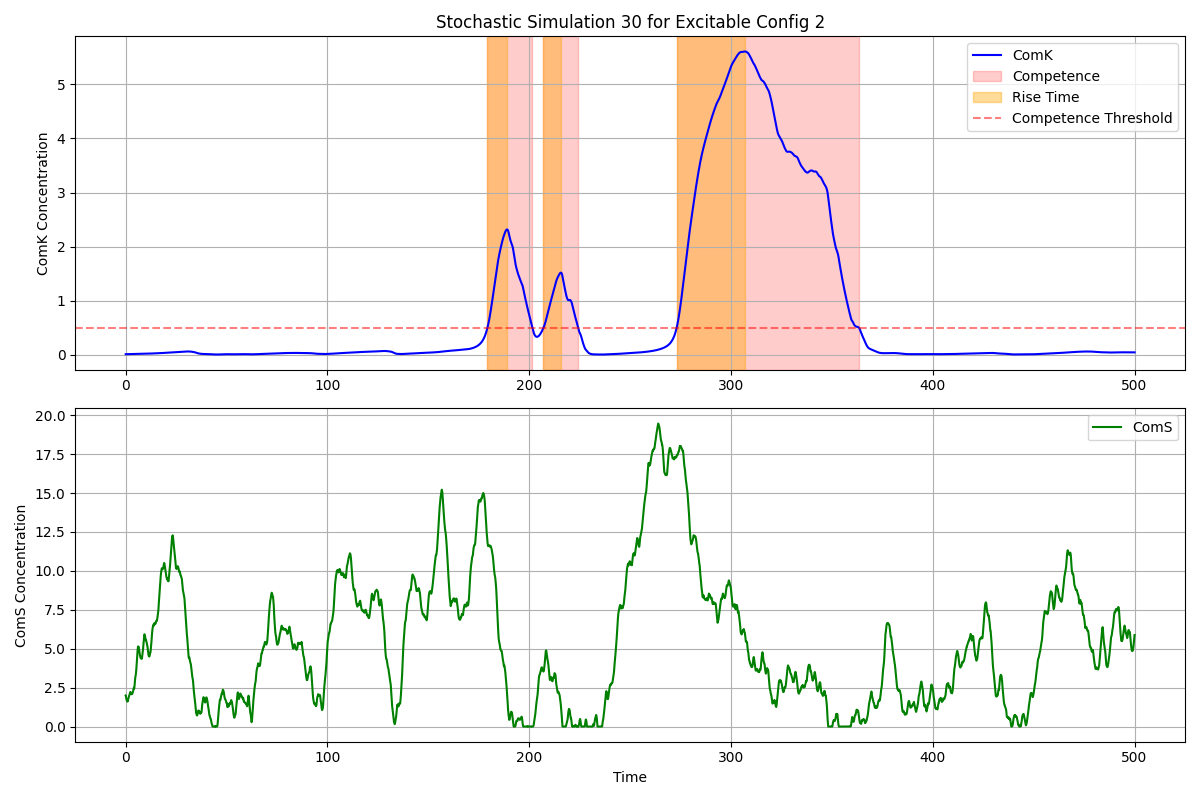 Stochastic Simulation 30 for Excitable Config 2
ComK Concentration
5
4
3
2
1
0
ComK
Competence
Rise Time
Competence Threshold
0 100 200 300 400 500
ComS Concentration
20.0
17.5
15.0
12.5
10.0
7.5
5.0
2.5
0.0
ComS
0 100 200 300 400 500
Time